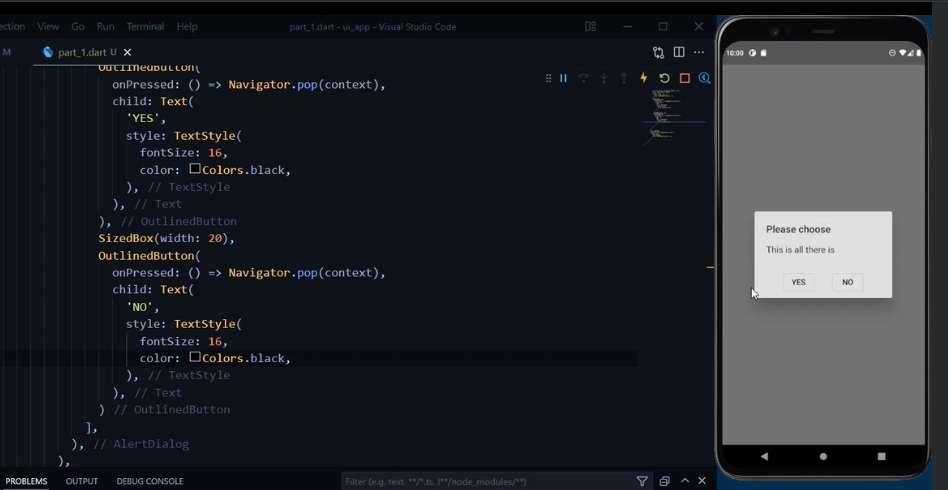 ection View Go Run Terminal Help
part_1.dart - ui_app - Visual Studio Code
M
part_1.dart U
OutlinedButton(
onPressed: () => Navigator.pop(context),
child: Text(
'YES',
style: TextStyle(
fontSize: 16,
color: Colors.black,
), // TextStyle
), // Text
), // OutlinedButton
SizedBox(width: 20),
OutlinedButton(
onPressed: () => Navigator.pop(context),
child: Text(
'NO',
style: TextStyle(
fontSize: 16,
color: Colors.black,
), // TextStyle
), // Text
) // OutlinedButton
],
), // AlertDialog
),
PROBLEMS OUTPUT DEBUG CONSOLE
Filter (e.g. text, **/*.ts, !**/node_modules/**)
10:00
Please choose
This is all there is
YES NO